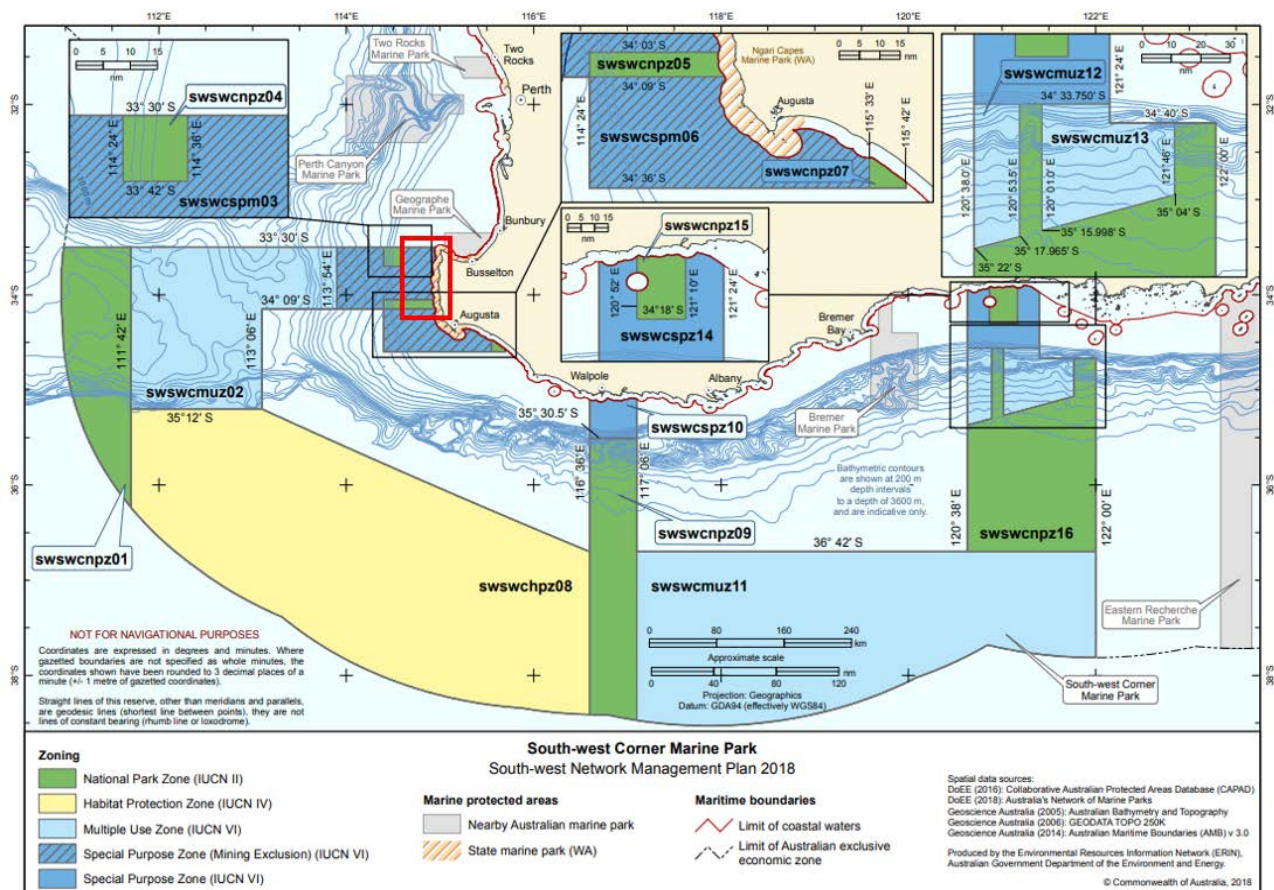 112°E
114°E
116°E
118°E
120°E
122°E
32°S
34°S
36°S
38°S
32°S
34°S
36°S
38°S
0 5 10 15
nm
33° 30′ S
swswcnpz04
114° 24′ E
114° 36′ E
33° 42′ S
swswcspm03
Two Rocks
Marine Park
Two
Rocks
Perth
Perth Canyon
Marine Park
Geographe
Marine Park
Bunbury
Busselton
Augusta
34° 03′ S
swswcnpz05
34° 09′ S
Ngari Capes
Marine Park (WA)
0 5 10 15
nm
Augusta
114° 24′ E
swswcspm06
34° 36′ S
swswcnpz07
115° 33′ E
115° 42′ E
0 5 10 15
nm
swswcnpz15
120° 52′ E
34°18′ S
121° 10′ E
121° 24′ E
swswcspz14
0 10 20 30
nm
121° 24′ E
swswcmuz12
34° 33.750′ S
34° 40′ S
swswcmuz13
120° 38.0′ E
120° 53.5′ E
120° 01.0′ E
121° 46′ E
122° 00′ E
35° 04′ S
35° 15.998′ S
35° 17.965′ S
35° 22′ S
33° 30′ S
113° 54′ E
34° 09′ S
111° 42′ E
113° 06′ E
swswcmuz02
35°12′ S
swswcnpz01
Walpole
Albany
Bremer
Bay
Bremer
Marine Park
35° 30.5′ S
swswcspz10
116° 36′ E
117° 06′ E
swswcnpz09
Bathymetric contours
are shown at 200 m
depth intervals
to a depth of 3600 m,
and are indicative only.
36° 42′ S
120° 38′ E
122° 00′ E
swswcnpz16
swswchpz08
swswcmuz11
Eastern Recherche
Marine Park
South-west Corner
Marine Park
NOT FOR NAVIGATIONAL PURPOSES
Coordinates are expressed in degrees and minutes. Where
gazetted boundaries are not specified as whole minutes, the
coordinates shown have been rounded to 3 decimal places of a
minute (+/- 1 metre of gazetted coordinates).
Straight lines of this reserve, other than meridians and parallels,
are geodesic lines (shortest line between points), they are not
lines of constant bearing (rhumb line or loxodrome).
0 80 160 240
km
Approximate scale
0 40 80 120
nm
Projection: Geographics
Datum: GDA94 (effectively WGS84)
South-west Corner Marine Park
South-west Network Management Plan 2018
Zoning
National Park Zone (IUCN II)
Habitat Protection Zone (IUCN IV)
Multiple Use Zone (IUCN VI)
Special Purpose Zone (Mining Exclusion) (IUCN VI)
Special Purpose Zone (IUCN VI)
Marine protected areas
Nearby Australian marine park
State marine park (WA)
Maritime boundaries
Limit of coastal waters
Limit of Australian exclusive
economic zone
Spatial data sources:
DoEE (2016): Collaborative Australian Protected Areas Database (CAPAD)
DoEE (2018): Australia's Network of Marine Parks
Geoscience Australia (2005): Australian Bathymetry and Topography
Geoscience Australia (2006): GEODATA TOPO 250K
Geoscience Australia (2014): Australian Maritime Boundaries (AMB) v 3.0
Produced by the Environmental Resources Information Network (ERIN),
Australian Government Department of the Environment and Energy.
© Commonwealth of Australia, 2018